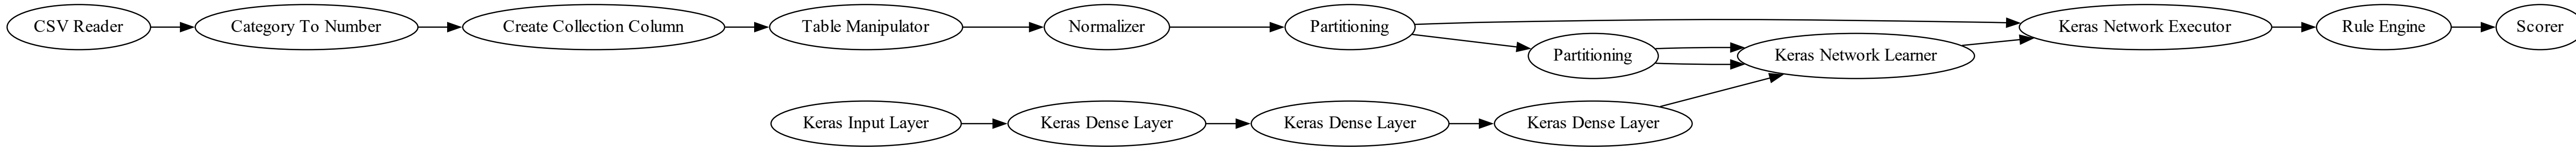 CSV Reader
Category To Number
Create Collection Column
Table Manipulator
Normalizer
Partitioning
Keras Network Executor
Rule Engine
Scorer
Partitioning
Keras Network Learner
Keras Input Layer
Keras Dense Layer
Keras Dense Layer
Keras Dense Layer